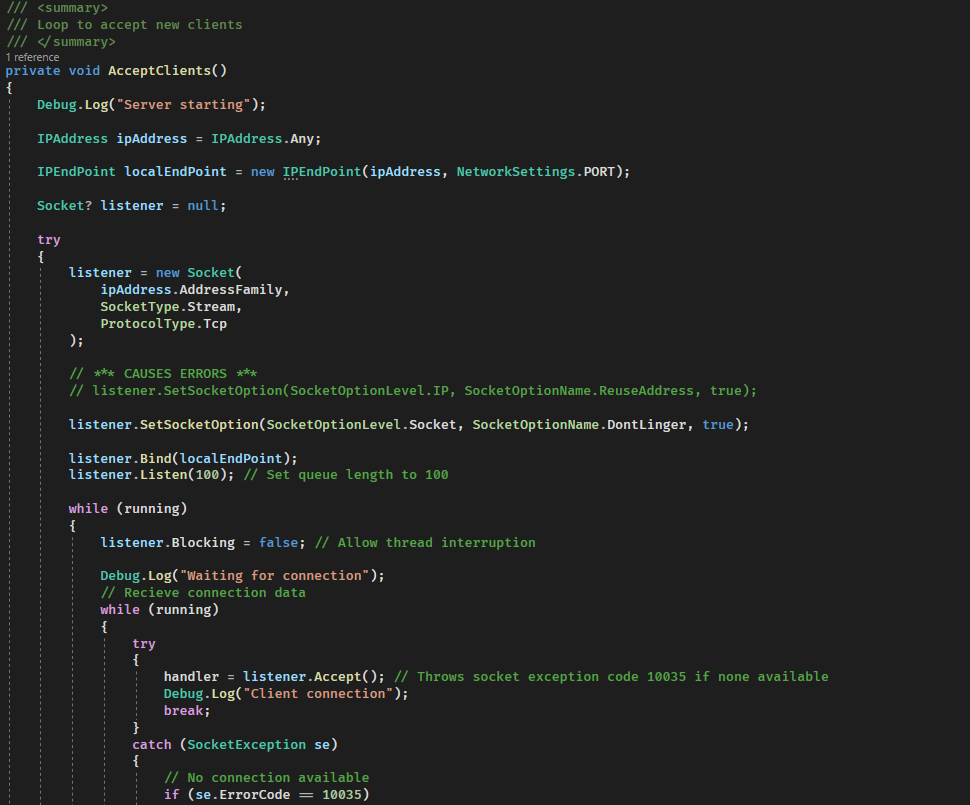 /// <summary>
/// Loop to accept new clients
/// </summary>
1 reference
private void AcceptClients()
{
    Debug.Log("Server starting");

    IPAddress ipAddress = IPAddress.Any;

    IPEndPoint localEndPoint = new IPEndPoint(ipAddress, NetworkSettings.PORT);

    Socket? listener = null;

    try
    {
        listener = new Socket(
            ipAddress.AddressFamily,
            SocketType.Stream,
            ProtocolType.Tcp
        );

        // *** CAUSES ERRORS ***
        // listener.SetSocketOption(SocketOptionLevel.IP, SocketOptionName.ReuseAddress, true);

        listener.SetSocketOption(SocketOptionLevel.Socket, SocketOptionName.DontLinger, true);

        listener.Bind(localEndPoint);
        listener.Listen(100); // Set queue length to 100

        while (running)
        {
            listener.Blocking = false; // Allow thread interruption

            Debug.Log("Waiting for connection");
            // Recieve connection data
            while (running)
            {
                try
                {
                    handler = listener.Accept(); // Throws socket exception code 10035 if none available
                    Debug.Log("Client connection");
                    break;
                }
                catch (SocketException se)
                {
                    // No connection available
                    if (se.ErrorCode == 10035)